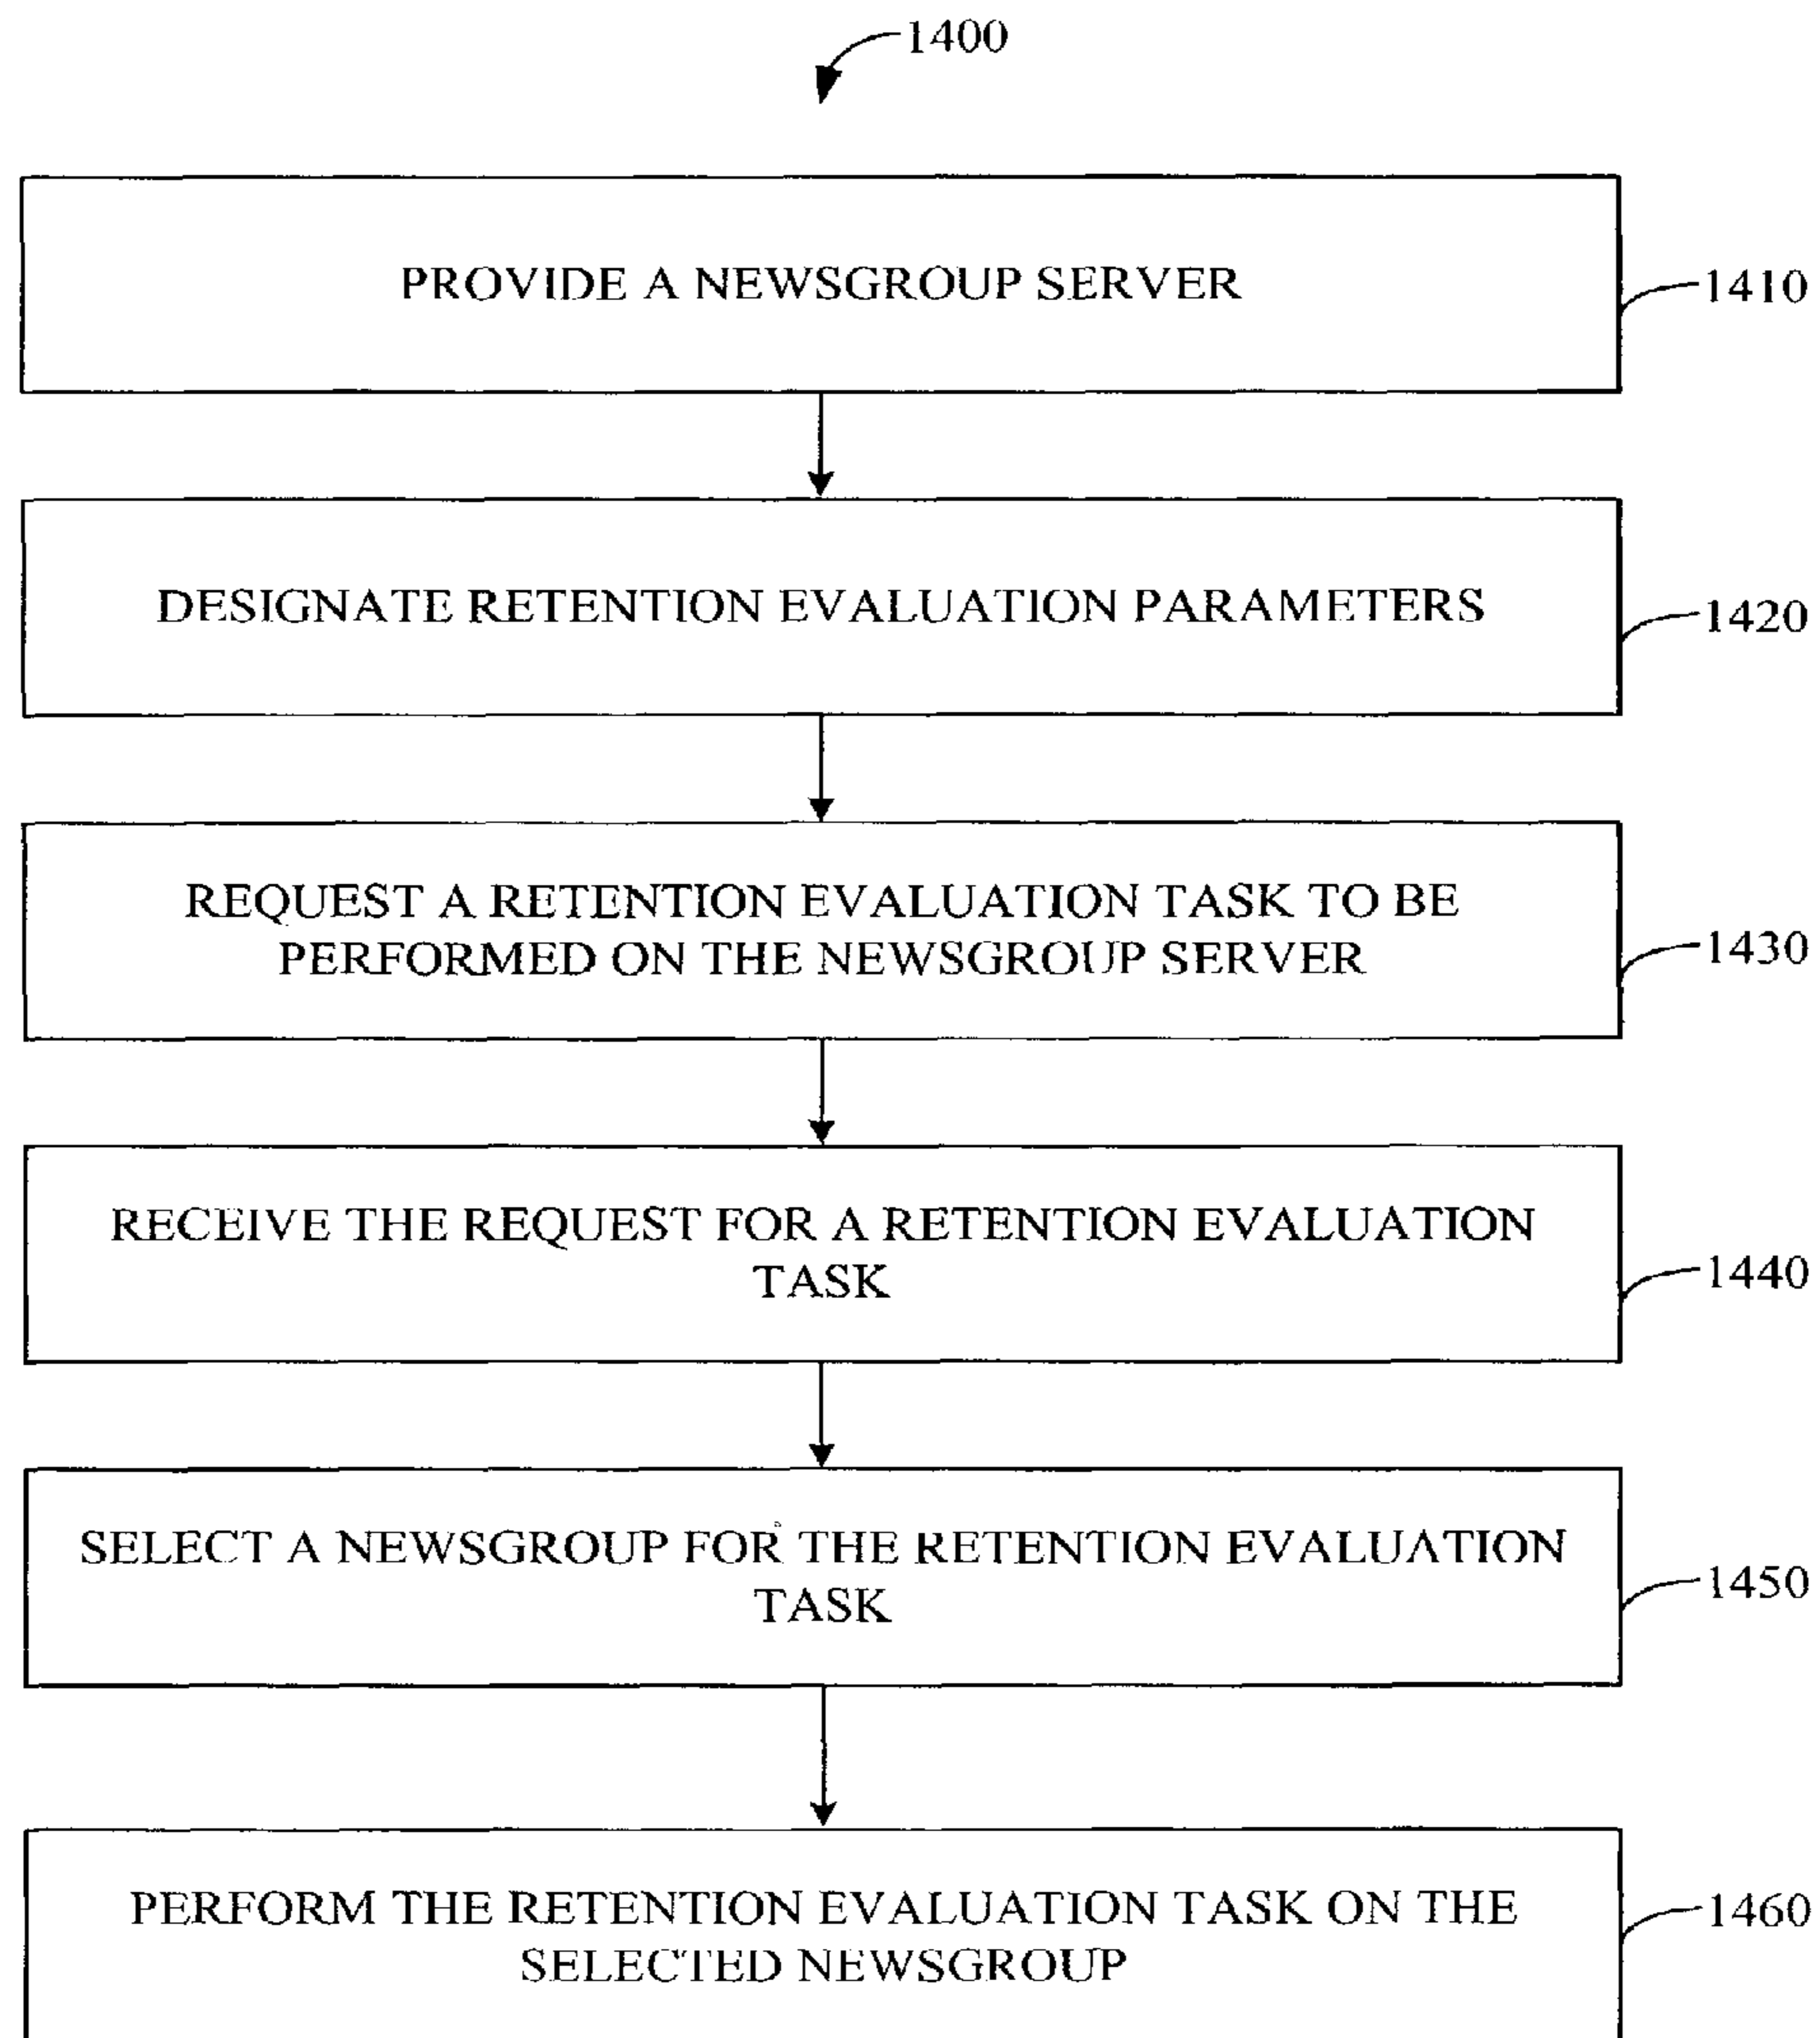 1400
PROVIDE A NEWSGROUP SERVER
1410
DESIGNATE RETENTION EVALUATION PARAMETERS
1420
REQUEST A RETENTION EVALUATION TASK TO BE
PERFORMED ON THE NEWSGROUP SERVER
1430
RECEIVE THE REQUEST FOR A RETENTION EVALUATION
TASK
1440
SELECT A NEWSGROUP FOR THE RETENTION EVALUATION
TASK
1450
PERFORM THE RETENTION EVALUATION TASK ON THE
SELECTED NEWSGROUP
1460